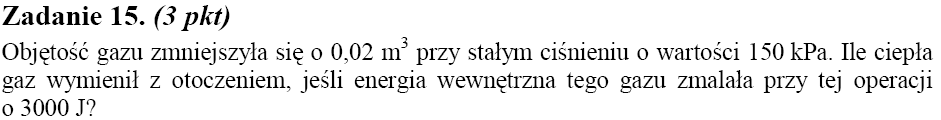 Zadanie 15. (3 pkt)
Objętość gazu zmniejszyła się o 0,02 m³ przy stałym ciśnieniu o wartości 150 kPa. Ile ciepła
gaz wymienił z otoczeniem, jeśli energia wewnętrzna tego gazu zmalała przy tej operacji
o 3000 J?